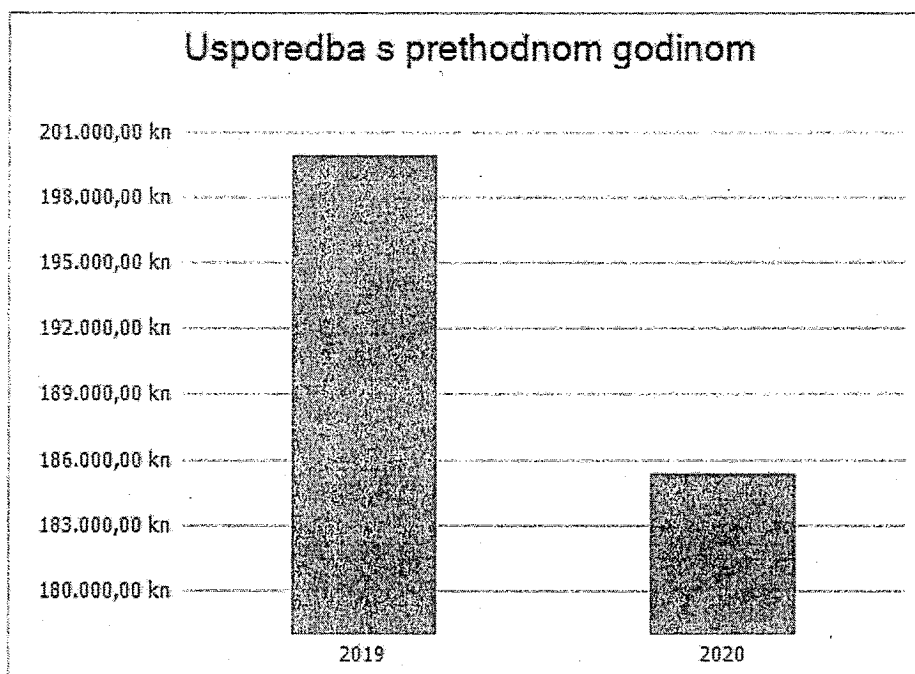 Usporedba s prethodnom godinom
201.000,00 kn
198.000,00 kn
195.000,00 kn
192.000,00 kn
189.000,00 kn
186.000,00 kn
183.000,00 kn
180.000,00 kn
2019
2020